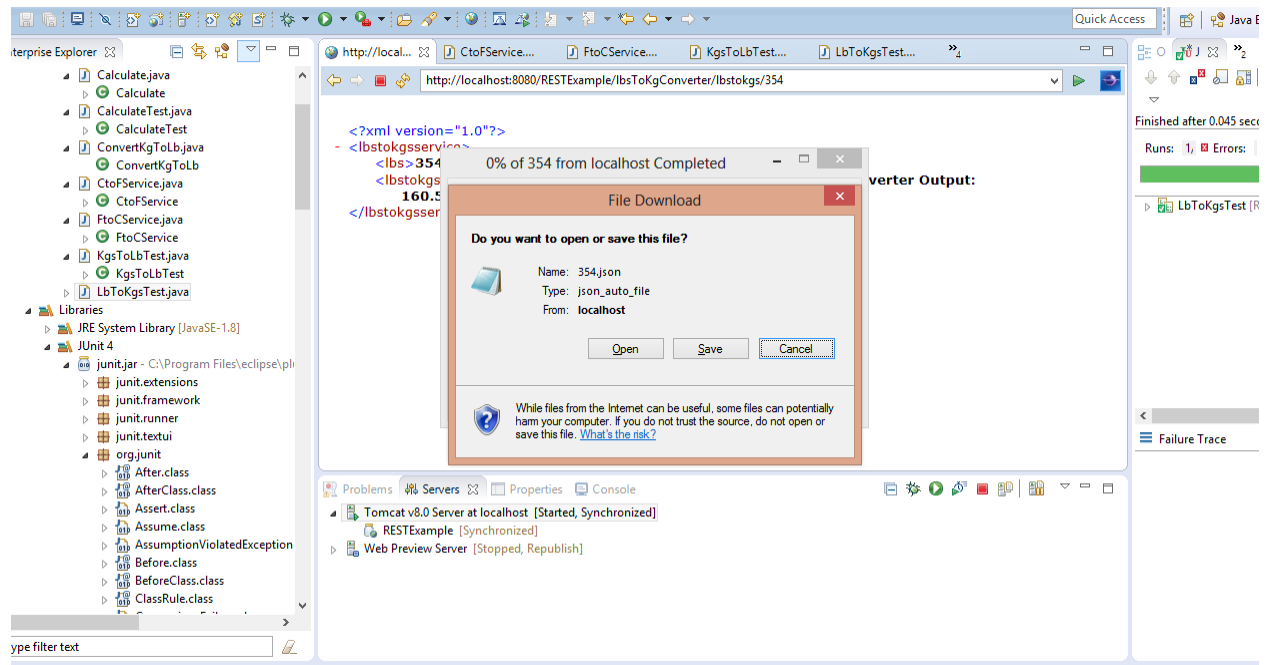 Quick Access
Java E
nterprise Explorer
http://local...
CtoFService....
FtoCService....
KgsToLbTest....
LbToKgsTest....
»4
O
J
»2
http://localhost:8080/RESTExample/lbsToKgConverter/lbstokgs/354
Calculate.java
Calculate
CalculateTest.java
CalculateTest
ConvertKgToLb.java
ConvertKgToLb
CtoFService.java
CtoFService
FtoCService.java
FtoCService
KgsToLbTest.java
KgsToLbTest
LbToKgsTest.java
Libraries
JRE System Library [JavaSE-1.8]
JUnit 4
junit.jar - C:\Program Files\eclipse\plu
junit.extensions
junit.framework
junit.runner
junit.textui
org.junit
After.class
AfterClass.class
Assert.class
Assume.class
AssumptionViolatedException
Before.class
BeforeClass.class
ClassRule.class
ype filter text
<?xml version="1.0"?>
- <lbstokgsservice>
<lbs>354
<lbstokgs
verter Output:
160.5
</lbstokgsser
0% of 354 from localhost Completed
File Download
Do you want to open or save this file?
Name: 354.json
Type: json_auto_file
From: localhost
Open
Save
Cancel
While files from the Internet can be useful, some files can potentially
harm your computer. If you do not trust the source, do not open or
save this file. What's the risk?
Finished after 0.045 seco
Runs: 1, Errors:
LbToKgsTest [R
Failure Trace
Problems
Servers
Properties
Console
Tomcat v8.0 Server at localhost [Started, Synchronized]
RESTExample [Synchronized]
Web Preview Server [Stopped, Republish]